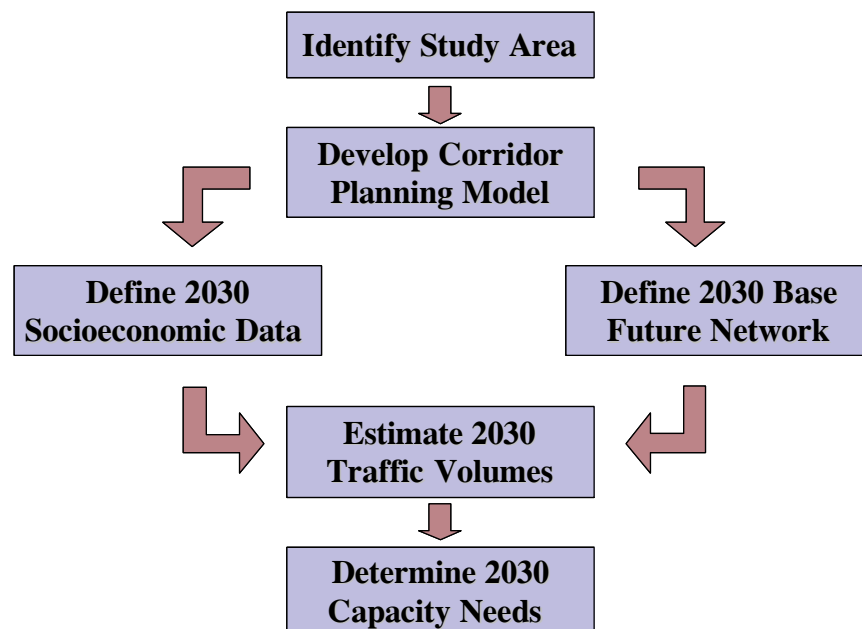 Identify Study Area
Develop Corridor
Planning Model
Define 2030
Socioeconomic Data
Define 2030 Base
Future Network
Estimate 2030
Traffic Volumes
Determine 2030
Capacity Needs